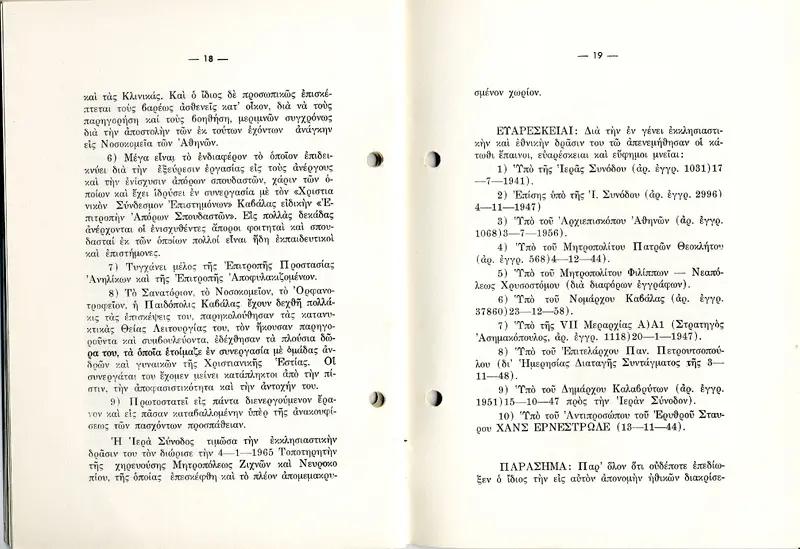 — 18 —
καὶ τὰς Κλινικάς. Καὶ ὁ ἴδιος δὲ προσωπικῶς ἐπισκέ-
πτεται τοὺς βαρέως ἀσθενεῖς κατ' οἶκον, διὰ νὰ τοὺς
παρηγορήση καὶ τοὺς βοηθήση, μεριμνῶν συγχρόνως
διὰ τὴν ἀποστολὴν τῶν ἐκ τούτων ἐχόντων ἀνάγκην
εἰς Νοσοκομεῖα τῶν Ἀθηνῶν.
6) Μέγα εἶναι τὸ ἐνδιαφέρον τὸ ὁποῖον ἐπιδει-
κνύει διὰ τὴν ἐξεύρεσιν ἐργασίας εἰς τοὺς ἀνέργους
καὶ τὴν ἐνίσχυσιν ἀπόρων σπουδαστῶν, χάριν τῶν ὁ-
ποίων καὶ ἔχει ἱδρύσει ἐν συνεργασίᾳ μὲ τὸν «Χριστια
νικὸν Σύνδεσμον Ἐπιστημόνων» Καβάλας εἰδικὴν «Ἐ-
πιτροπὴν Ἀπόρων Σπουδαστῶν». Εἰς πολλὰς δεκάδας
ἀνέρχονται οἱ ἐνισχυθέντες ἄποροι φοιτηταὶ καὶ σπου-
δασταὶ ἐκ τῶν ὁποίων πολλοὶ εἶναι ἤδη ἐκπαιδευτικοὶ
καὶ ἐπιστήμονες.
7) Τυγχάνει μέλος τῆς Ἐπιτροπῆς Προστασίας
Ἀνηλίκων καὶ τῆς Ἐπιτροπῆς Ἀποφυλακιζομένων.
8) Τὸ Σανατόριον, τὸ Νοσοκομεῖον, τὸ Ὀρφανο-
τροφεῖον, ἡ Παιδόπολις Καβάλας ἔχουν δεχθῆ πολλά-
κις τὰς ἐπισκέψεις του, παρηκολούθησαν τὰς κατανυ-
κτικὰς Θείας Λειτουργίας του, τὸν ἤκουσαν παρηγο-
ροῦντα καὶ συμβουλεύοντα, ἐδέχθησαν τὰ πλούσια δῶ-
ρα του, τὰ ὁποῖα ἑτοίμαζε ἐν συνεργασίᾳ μὲ ὁμάδας ἀν-
δρῶν καὶ γυναικῶν τῆς Χριστιανικῆς Ἑστίας. Οἱ
συνεργάται του ἔχομεν μείνει κατάπληκτοι ἀπὸ τὴν πί-
στιν, τὴν ἀποφασιστικότητα καὶ τὴν ἀντοχήν του.
9) Πρωτοστατεῖ εἰς πάντα διενεργούμενον ἔρα-
νον καὶ εἰς πᾶσαν καταβαλλομένην ὑπὲρ τῆς ἀνακουφί-
σεως τῶν πασχόντων προσπάθειαν.
Ἡ Ἱερὰ Σύνοδος τιμῶσα τὴν ἐκκλησιαστικὴν
δρᾶσιν του τὸν διώρισε τὴν 4—1—1965 Τοποτηρητὴν
τῆς χηρευούσης Μητροπόλεως Ζιχνῶν καὶ Νευροκο
πίου, τῆς ὁποίας ἐπεσκέφθη καὶ τὸ πλέον ἀπομεμακρυ-
— 19 —
σμένον χωρίον.
ΕΤΑΡΕΣΚΕΙΑΙ: Διὰ τὴν ἐν γένει ἐκκλησιαστι-
κὴν καὶ ἐθνικὴν δρᾶσιν του τῷ ἀπενεμήθησαν οἱ κά-
τωθι ἔπαινοι, εὐαρέσκειαι καὶ εὔφημοι μνεῖαι:
1) Ὑπὸ τῆς Ἱερᾶς Συνόδου (ἀρ. ἐγγρ. 1031)17
—7—1941).
2) Ἐπίσης ὑπὸ τῆς Ἱ. Συνόδου (ἀρ. ἐγγρ. 2996)
4—11—1947)
3) Ὑπὸ τοῦ Ἀρχιεπισκόπου Ἀθηνῶν (ἀρ. ἐγγρ.
1068)3—7—1956).
4) Ὑπὸ τοῦ Μητροπολίτου Πατρῶν Θεοκλήτου
(ἀρ. ἐγγρ. 568)4—12—44).
5) Ὑπὸ τοῦ Μητροπολίτου Φιλίππων — Νεαπό-
λεως Χρυσοστόμου (διὰ διαφόρων ἐγγράφων).
6) Ὑπὸ τοῦ Νομάρχου Καβάλας (ἀρ. ἐγγρ.
37860)23—12—58).
7) Ὑπὸ τῆς VII Μεραρχίας Α)Α1 (Στρατηγὸς
Ἀσημακόπουλος, ἀρ. ἐγγρ. 1118)20—1—1947).
8) Ὑπὸ τοῦ Ἐπιτελάρχου Παν. Πετρουτσοπού-
λου (δι' Ἡμερησίας Διαταγῆς Συντάγματος τῆς 3—
11—48).
9) Ὑπὸ τοῦ Δημάρχου Καλαβρύτων (ἀρ. ἐγγρ.
1951)15—10—47 πρὸς τὴν Ἱερὰν Σύνοδον).
10) Ὑπὸ τοῦ Ἀντιπροσώπου τοῦ Ἐρυθροῦ Σταυ-
ρου ΧΑΝΣ ΕΡΝΕΣΤΡΩΛΕ (13—11—44).
ΠΑΡΑΣΗΜΑ: Παρ' ὅλον ὅτι οὐδέποτε ἐπεδίω-
ξεν ὁ ἴδιος τὴν εἰς αὐτὸν ἀπονομὴν ἠθικῶν διακρίσε-